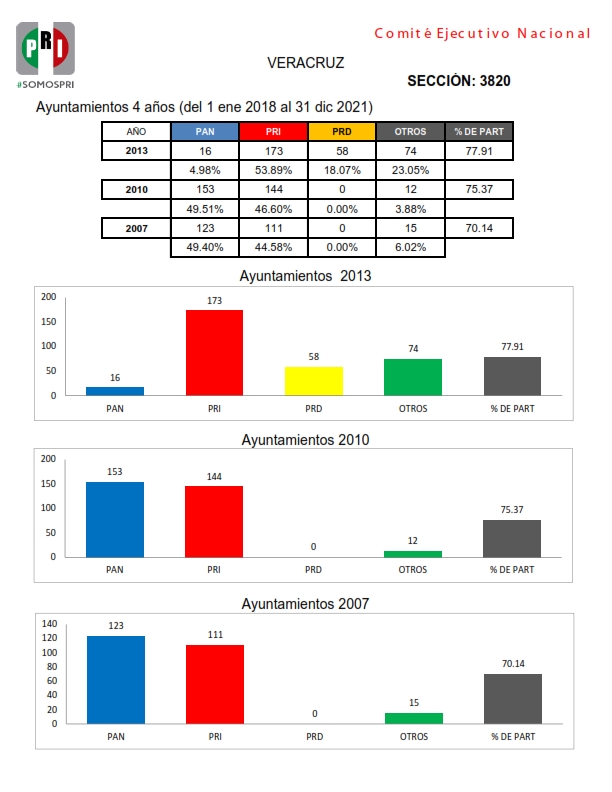 PRI
#SOMOSPRI
Comité Ejecutivo Nacional
VERACRUZ
SECCIÓN: 3820
Ayuntamientos 4 años (del 1 ene 2018 al 31 dic 2021)
AÑO PAN PRI PRD OTROS % DE PART
2013 16 173 58 74 77.91
4.98% 53.89% 18.07% 23.05%
2010 153 144 0 12 75.37
49.51% 46.60% 0.00% 3.88%
2007 123 111 0 15 70.14
49.40% 44.58% 0.00% 6.02%
Ayuntamientos 2013
200
150
100
50
0
16 173 58 74 77.91
PAN PRI PRD OTROS % DE PART
Ayuntamientos 2010
200
150
100
50
0
153 144 0 12 75.37
PAN PRI PRD OTROS % DE PART
Ayuntamientos 2007
140
120
100
80
60
40
20
0
123 111 0 15 70.14
PAN PRI PRD OTROS % DE PART